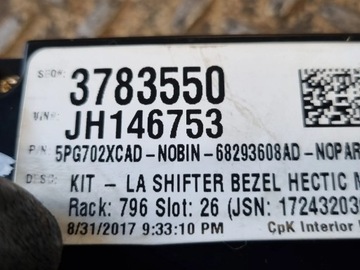 SEQ#: 3783550
VIN#: JH146753
P/N: 5PG702XCAD-NOBIN-68293608AD-NOPAR
DESC: KIT - LA SHIFTER BEZEL HECTIC M
Rack: 796 Slot: 26 (JSN: 172432030
8/31/2017 9:33:10 PM CpK Interior